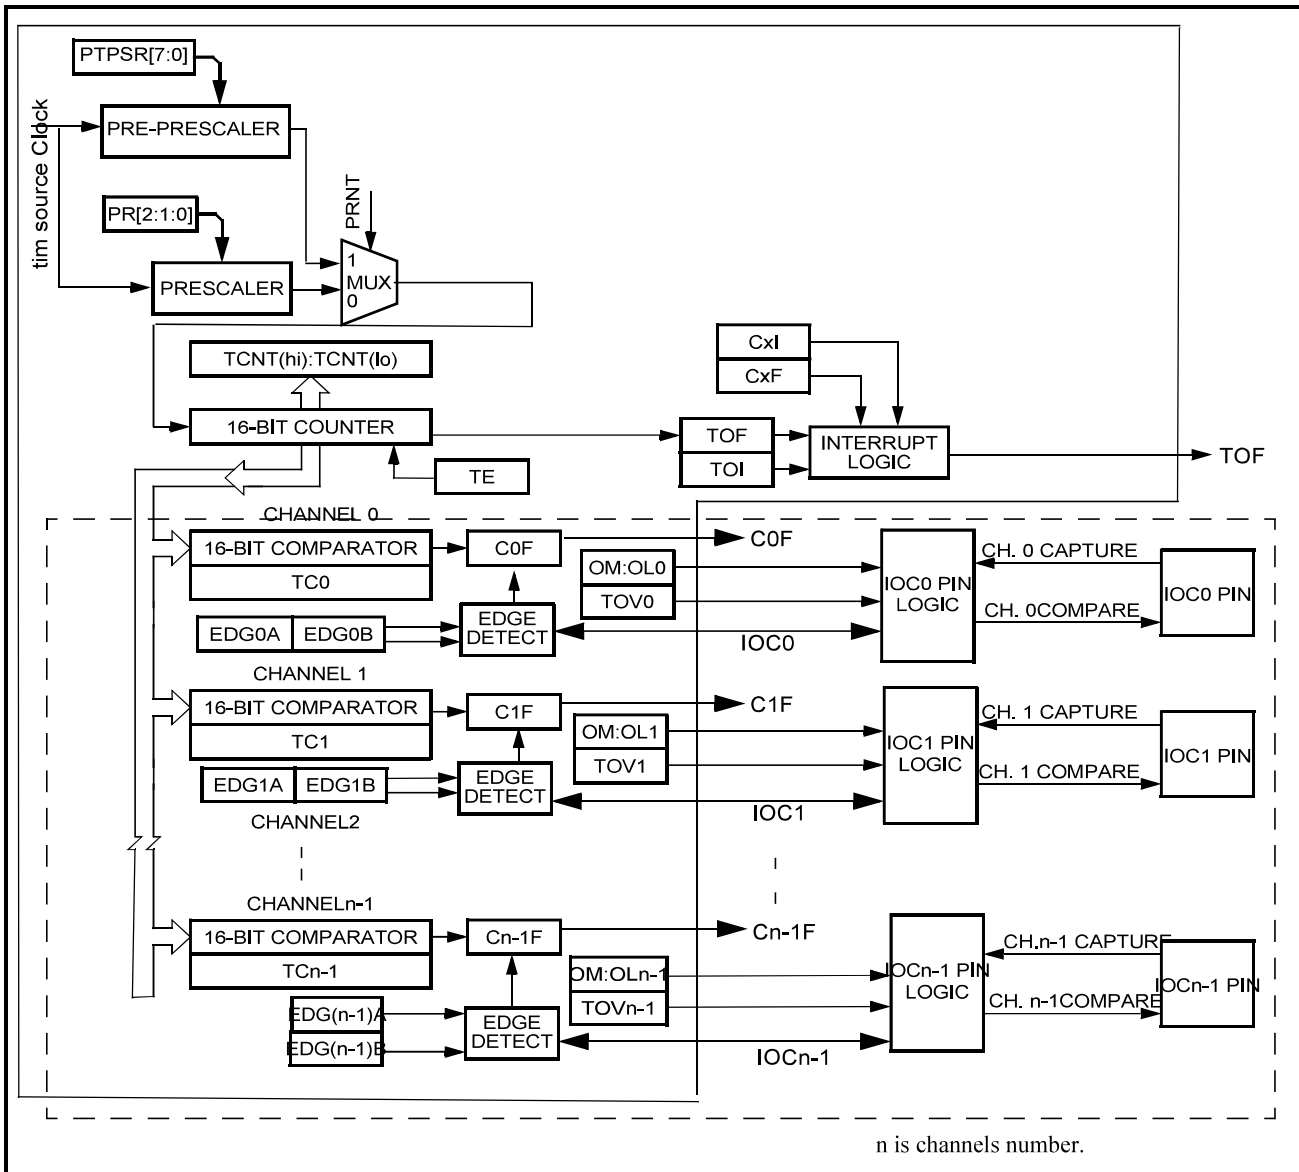 PTPSR[7:0]
tim source Clock
PRE-PRESCALER
PR[2:1:0]
PRNT
PRESCALER
1
MUX
0
TCNT(hi):TCNT(lo)
CxI
CxF
16-BIT COUNTER
TE
TOF
TOI
INTERRUPT
LOGIC
TOF
CHANNEL 0
16-BIT COMPARATOR
TC0
C0F
C0F
OM:OL0
TOV0
EDG0A
EDG0B
EDGE
DETECT
IOC0
IOC0 PIN
LOGIC
CH. 0 CAPTURE
CH. 0COMPARE
IOC0 PIN
CHANNEL 1
16-BIT COMPARATOR
TC1
C1F
C1F
OM:OL1
TOV1
EDG1A
EDG1B
EDGE
DETECT
IOC1
IOC1 PIN
LOGIC
CH. 1 CAPTURE
CH. 1 COMPARE
IOC1 PIN
CHANNEL2
CHANNELn-1
16-BIT COMPARATOR
TCn-1
Cn-1F
Cn-1F
OM:OLn-1
TOVn-1
EDG(n-1)A
EDG(n-1)B
EDGE
DETECT
IOCn-1
IOCn-1 PIN
LOGIC
CH.n-1 CAPTURE
CH. n-1COMPARE
IOCn-1 PIN
n is channels number.